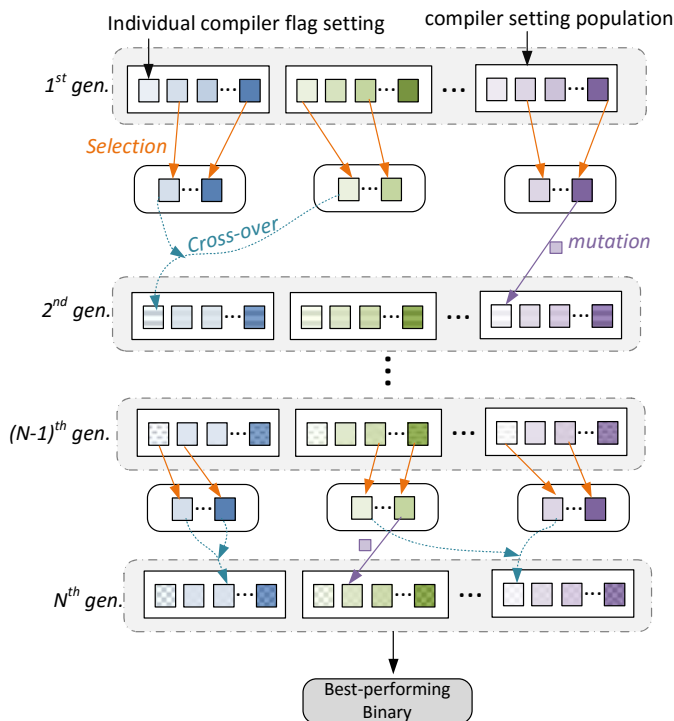 Individual compiler flag setting
compiler setting population
1st gen.
...
Selection
Cross-over
mutation
2nd gen.
...
(N-1)th gen.
...
Nth gen.
...
Best-performing
Binary